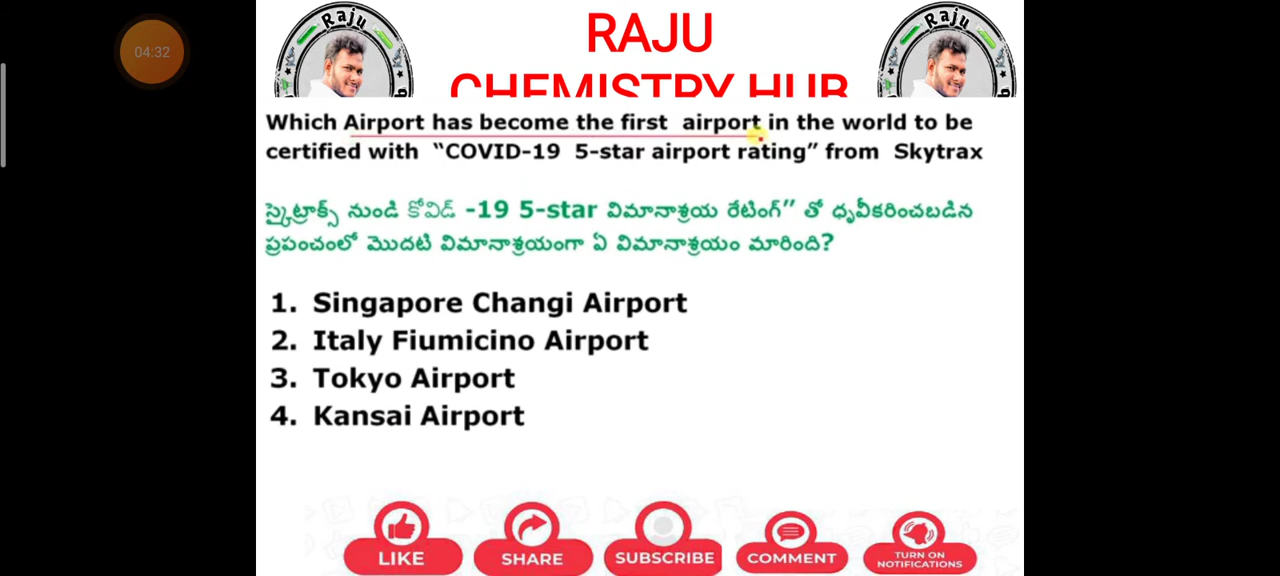 04:32
Raju
Raju
RAJU
CHEMISTRY HUB
Which Airport has become the first airport in the world to be
certified with “COVID-19 5-star airport rating” from Skytrax
స్కైట్రాక్స్ నుండి కోవిడ్ -19 5-star విమానాశ్రయ రేటింగ్” తో ధృవీకరించబడిన
ప్రపంచంలో మొదటి విమానాశ్రయంగా ఏ విమానాశ్రయం మారింది?
1. Singapore Changi Airport
2. Italy Fiumicino Airport
3. Tokyo Airport
4. Kansai Airport
LIKE
SHARE
SUBSCRIBE
COMMENT
TURN ON
NOTIFICATIONS